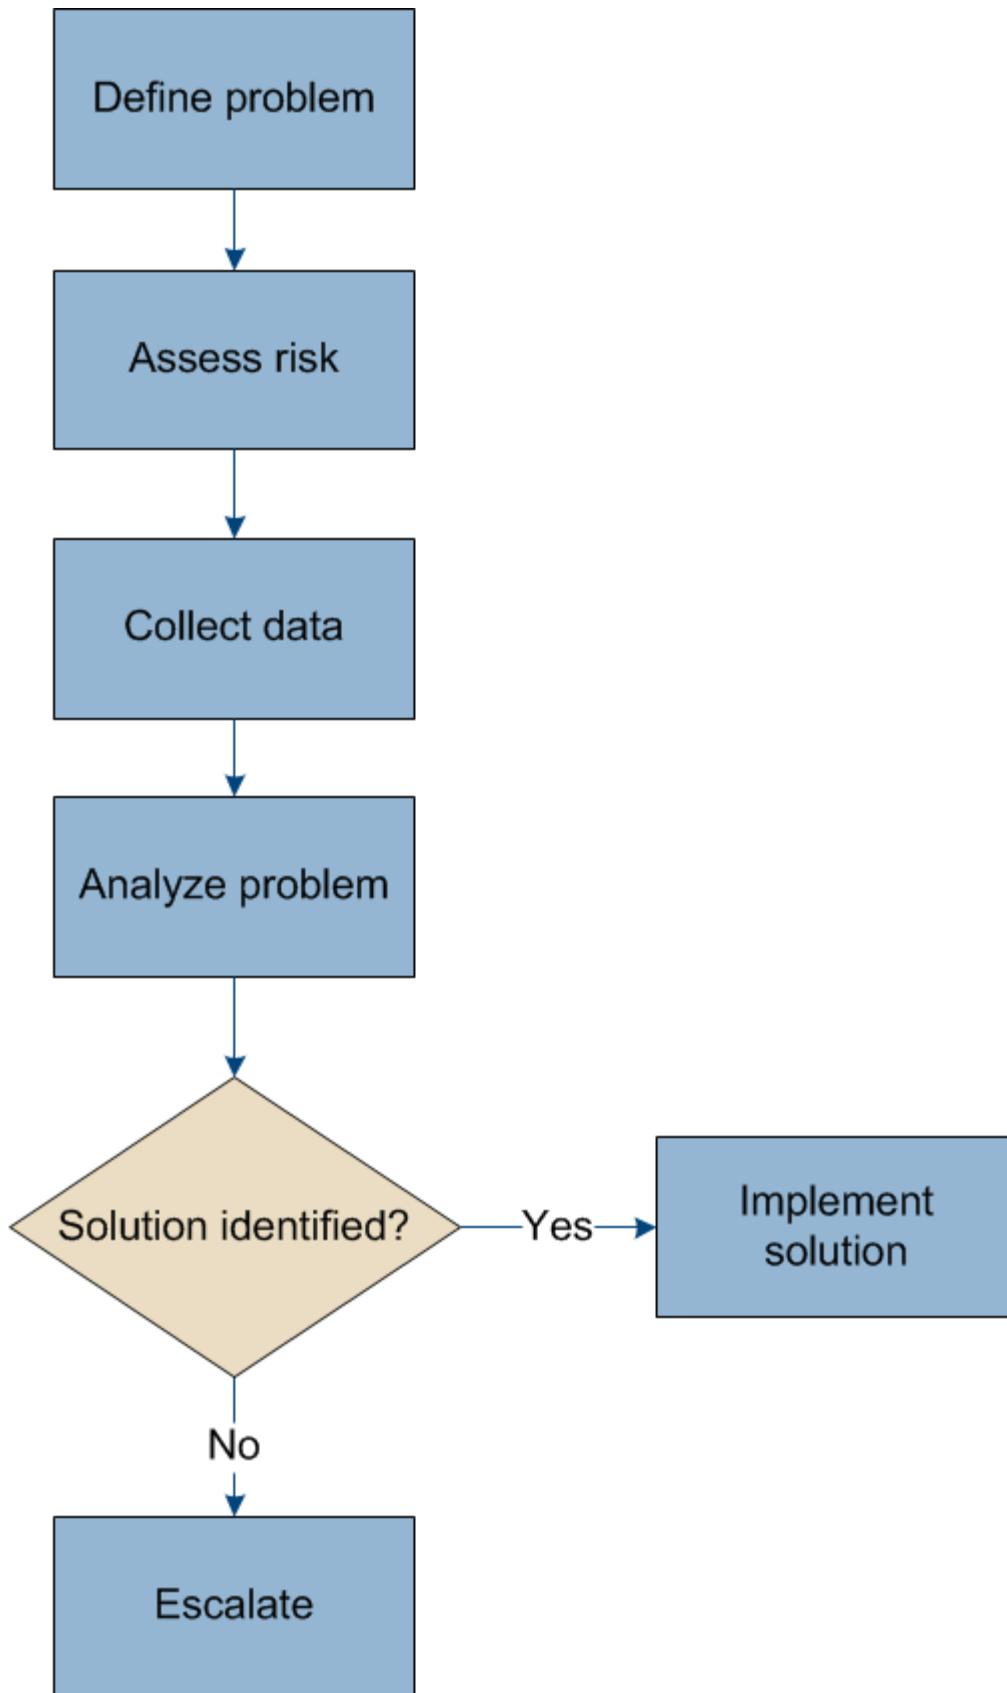 Define problem
Assess risk
Collect data
Analyze problem
Solution identified?
Yes
Implement
solution
No
Escalate